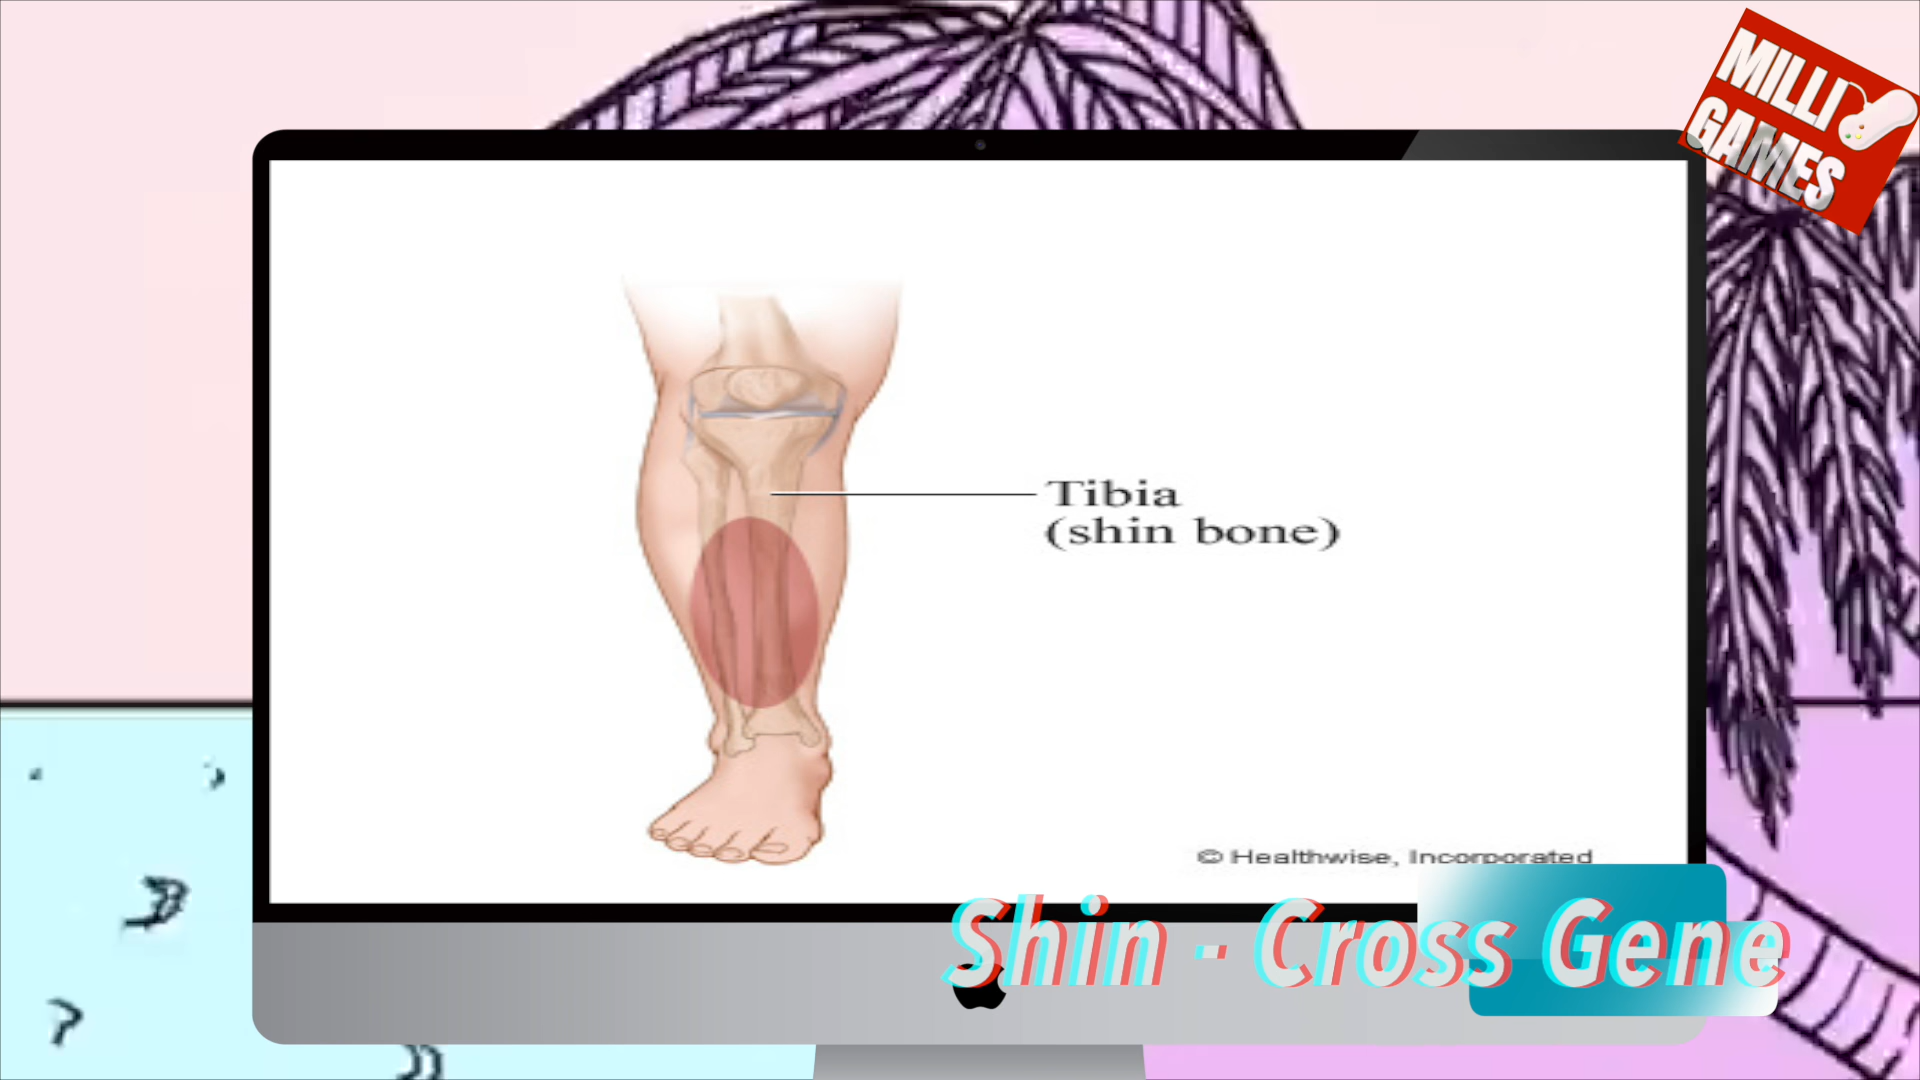 MILLI
GAMES
Tibia
(shin bone)
© Healthwise, Incorporated
Shin - Cross Gene